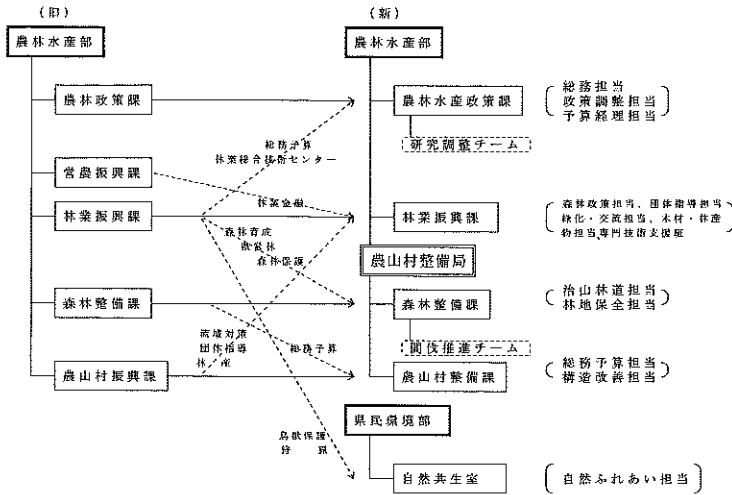 (旧)
(新)
農林水産部
農林水産部
農林政策課
農林水産政策課
総務担当
政策調整担当
予算経理担当
研究調整チーム
総務予算
林業総合技術センター
営農振興課
林業金融
林業振興課
林業振興課
森林政策担当、団体指導担当
緑化・交流担当、木材・林産
物担当専門技術支援班
森林育成
県営林
森林保護
農山村整備局
森林整備課
森林整備課
治山林道担当
林地保全担当
間伐推進チーム
流域対策
団体指導
林産
総務予算
農山村振興課
農山村整備課
総務予算担当
構造改善担当
県民環境部
鳥獣保護
狩猟
自然共生室
自然ふれあい担当